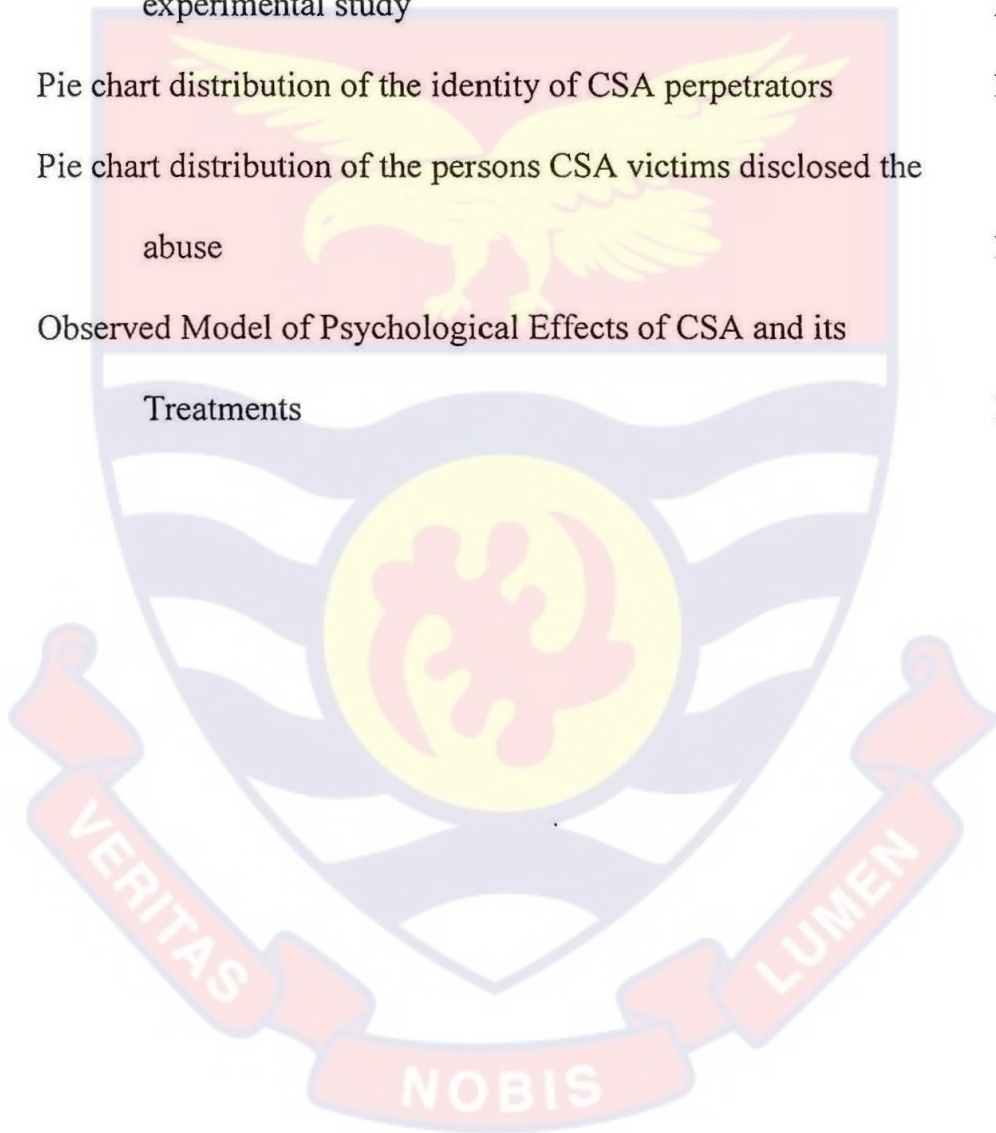 experimental study
Pie chart distribution of the identity of CSA perpetrators
Pie chart distribution of the persons CSA victims disclosed the
abuse
Observed Model of Psychological Effects of CSA and its
Treatments
VERITAS
NOBIS
LUMEN